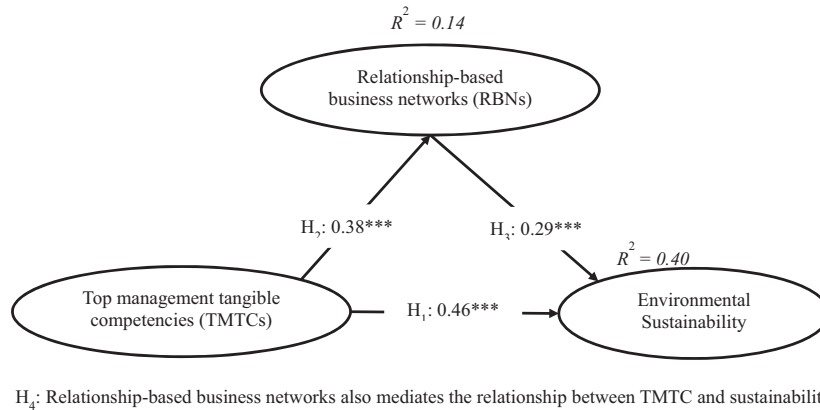 R² = 0.14
Relationship-based
business networks (RBNs)
H₂: 0.38***
H₃: 0.29***
R² = 0.40
Top management tangible
competencies (TMTCs)
H₁: 0.46***
Environmental
Sustainability
H₄: Relationship-based business networks also mediates the relationship between TMTC and sustainabilit